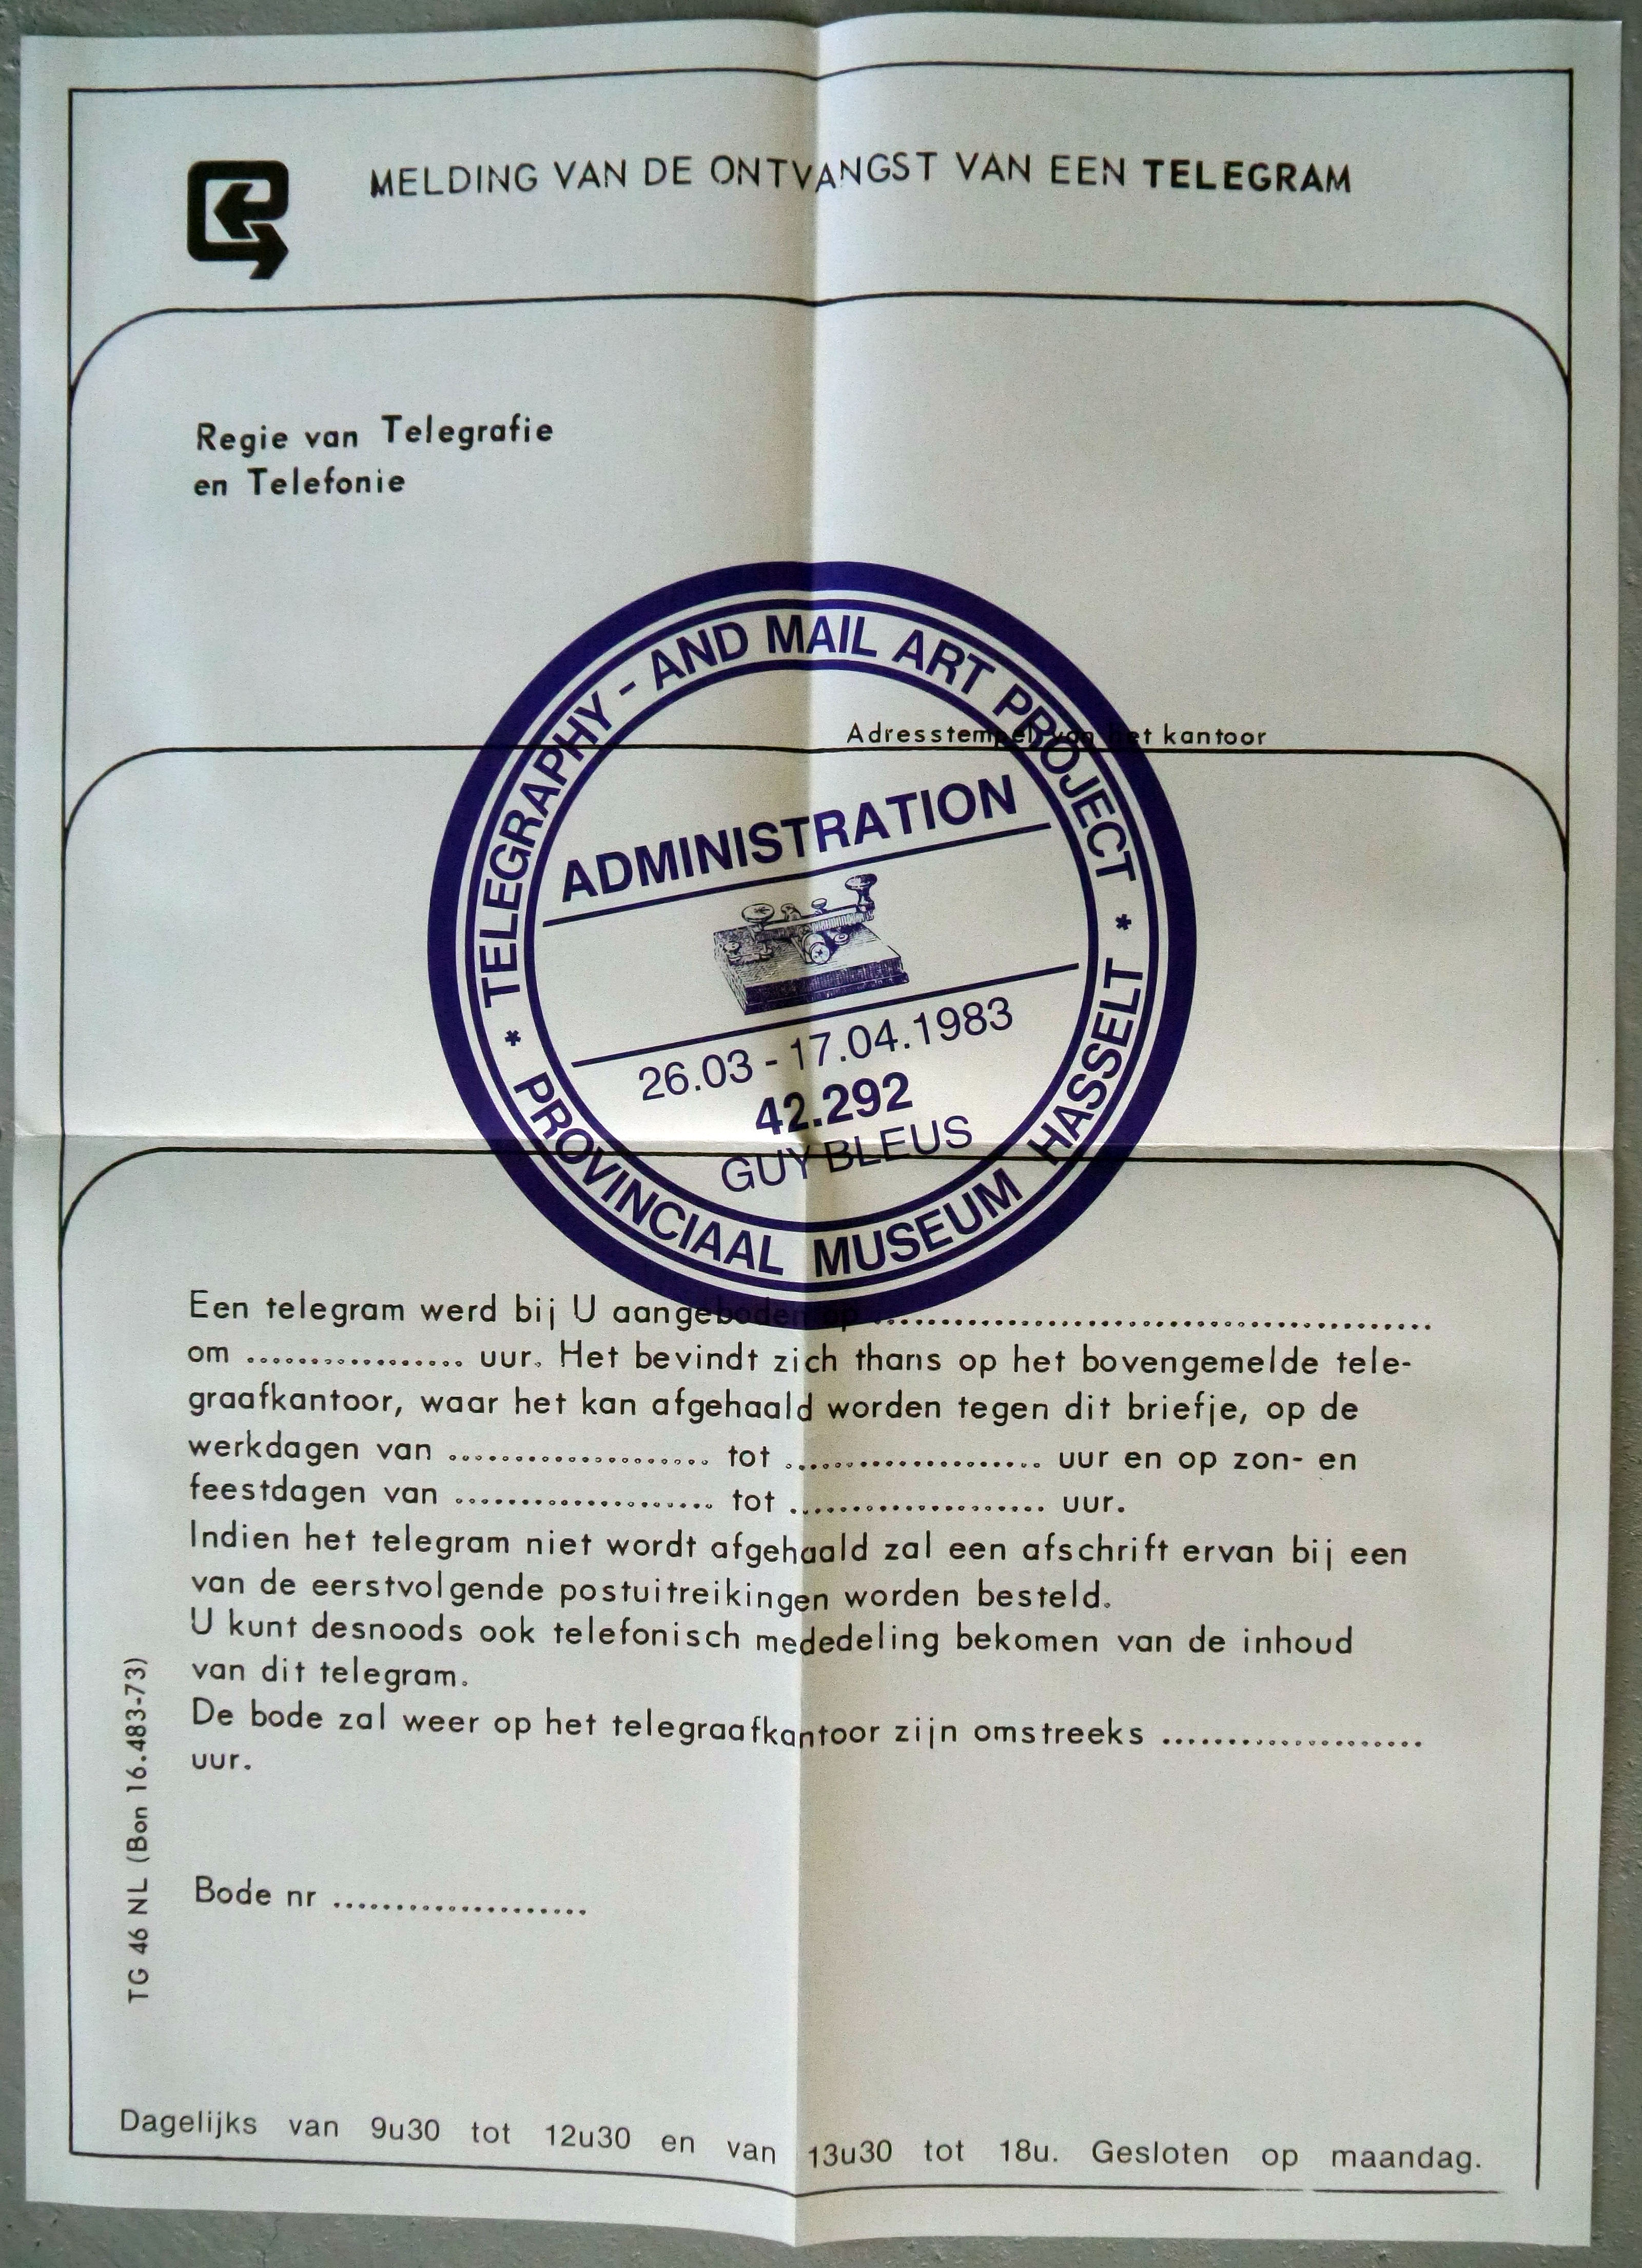 MELDING VAN DE ONTVANGST VAN EEN TELEGRAM
Regie van Telegrafie
en Telefonie
* TELEGRAPHY - AND MAIL ART PROJECT *
Adresstempel van het kantoor
ADMINISTRATION
26.03 - 17.04.1983
42.292
GUY BLEUS
PROVINCIAAL MUSEUM HASSELT
Een telegram werd bij U aangeboden op ..........................................
om ................. uur. Het bevindt zich thans op het bovengemelde tele-
graafkantoor, waar het kan afgehaald worden tegen dit briefje, op de
werkdagen van .................... tot .................... uur en op zon- en
feestdagen van .................... tot .................... uur.
Indien het telegram niet wordt afgehaald zal een afschrift ervan bij een
van de eerstvolgende postuitreikingen worden besteld.
U kunt desnoods ook telefonisch mededeling bekomen van de inhoud
van dit telegram.
De bode zal weer op het telegraafkantoor zijn omstreeks ....................
uur.
Bode nr ....................
TG 46 NL (Bon 16.483-73)
Dagelijks van 9u30 tot 12u30 en van 13u30 tot 18u. Gesloten op maandag.